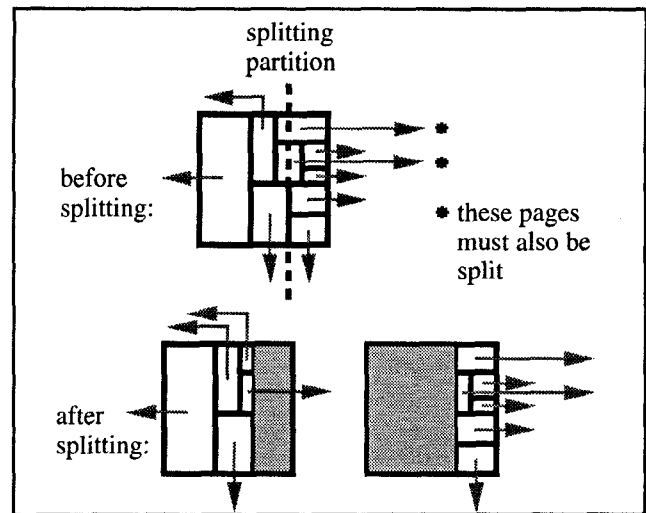 splitting
partition
*
before
splitting:
*
* these pages
must also be
split
after
splitting: